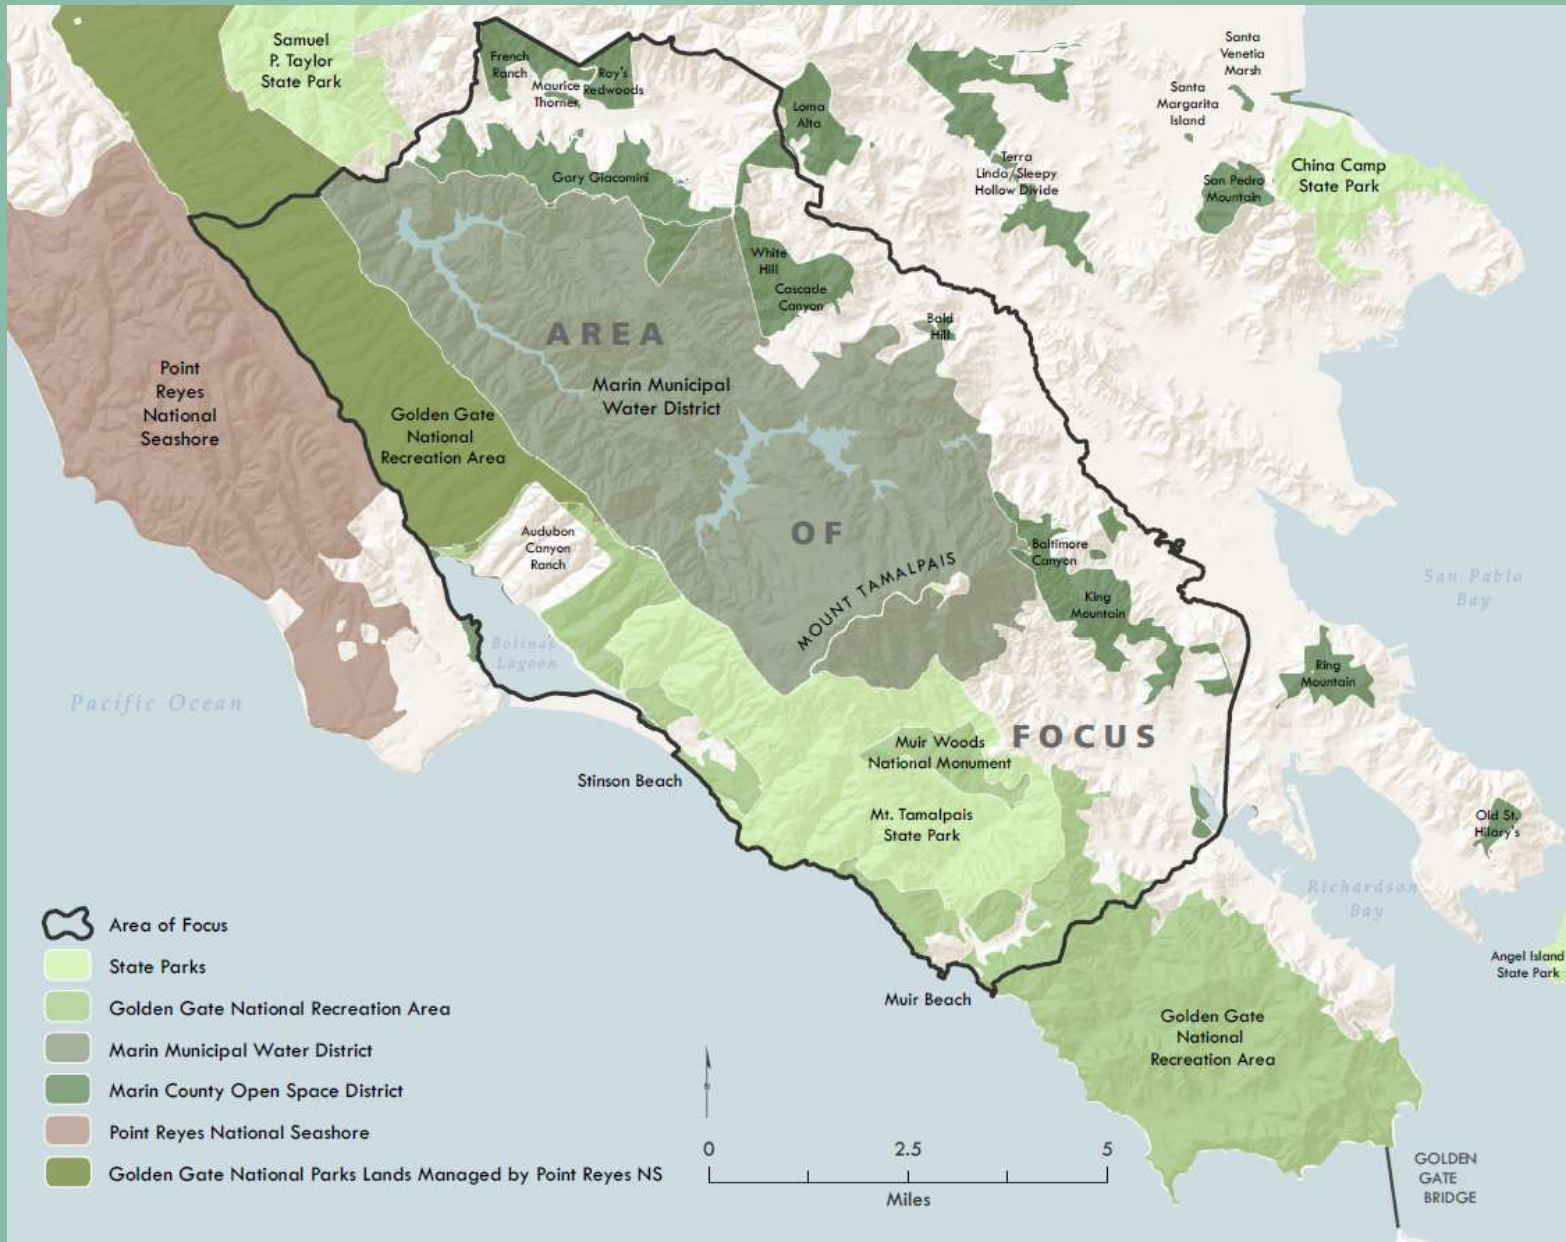 Samuel
P. Taylor
State Park
French
Ranch
Maurice
Thorner
Roy's
Redwoods
Loma
Alta
Santa
Venetia
Marsh
Santa
Margarita
Island
Terra
Linda/Sleepy
Hollow Divide
San Pedro
Mountain
China Camp
State Park
Gary Giacomini
White
Hill
Cascade
Canyon
Bald
Hill
AREA
Marin Municipal
Water District
Point
Reyes
National
Seashore
Golden Gate
National
Recreation Area
Audubon
Canyon
Ranch
OF
MOUNT TAMALPAIS
Baltimore
Canyon
King
Mountain
San Pablo
Bay
Bolinas
Lagoon
Ring
Mountain
Pacific Ocean
FOCUS
Muir Woods
National Monument
Stinson Beach
Mt. Tamalpais
State Park
Old St.
Hilary's
Richardson
Bay
Angel Island
State Park
Muir Beach
Golden Gate
National
Recreation Area
Area of Focus
State Parks
Golden Gate National Recreation Area
Marin Municipal Water District
Marin County Open Space District
Point Reyes National Seashore
Golden Gate National Parks Lands Managed by Point Reyes NS
0 2.5 5
Miles
GOLDEN
GATE
BRIDGE